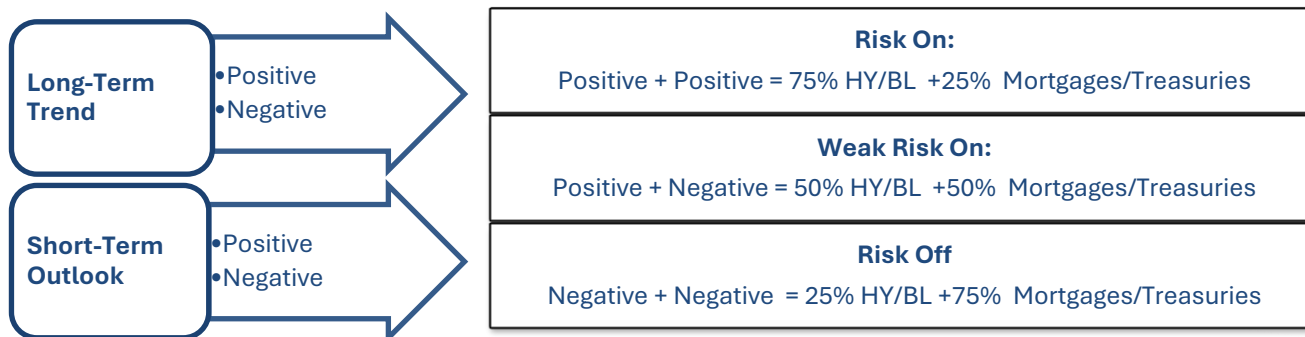 Long-Term
Trend
•Positive
•Negative
Short-Term
Outlook
•Positive
•Negative
Risk On:
Positive + Positive = 75% HY/BL +25% Mortgages/Treasuries
Weak Risk On:
Positive + Negative = 50% HY/BL +50% Mortgages/Treasuries
Risk Off
Negative + Negative = 25% HY/BL +75% Mortgages/Treasuries